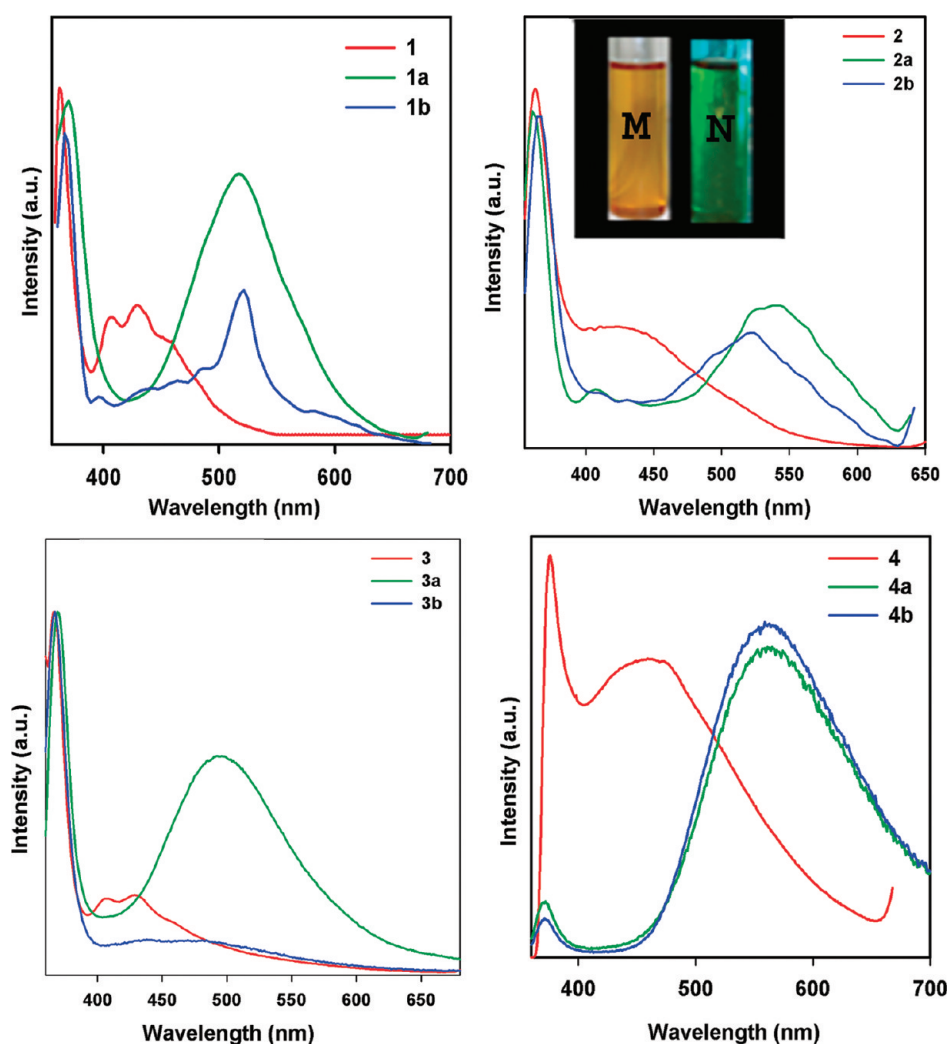 1
1a
1b
Intensity (a.u.)
400 500 600 700
Wavelength (nm)
2
2a
2b
M N
Intensity (a.u.)
400 450 500 550 600 650
Wavelength (nm)
3
3a
3b
Intensity (a.u.)
400 450 500 550 600 650
Wavelength (nm)
4
4a
4b
Intensity (a.u.)
400 500 600 700
Wavelength (nm)